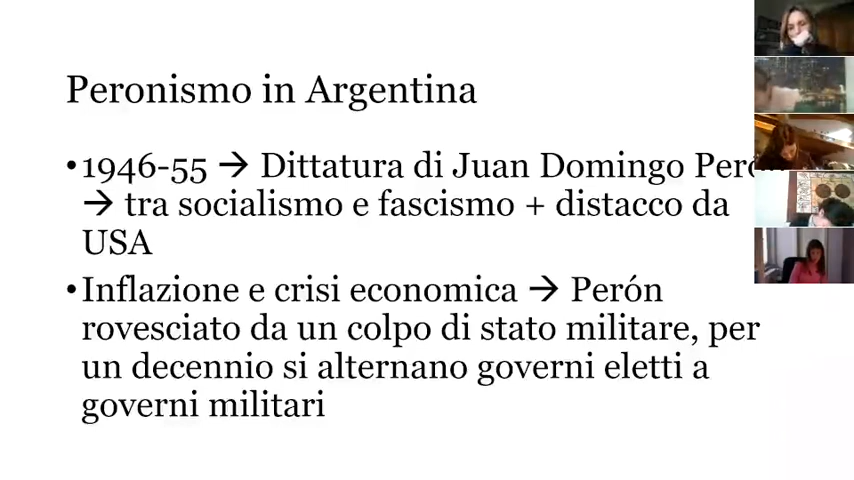 Peronismo in Argentina
•1946-55 → Dittatura di Juan Domingo Perón
→ tra socialismo e fascismo + distacco da
USA
•Inflazione e crisi economica → Perón
rovesciato da un colpo di stato militare, per
un decennio si alternano governi eletti a
governi militari